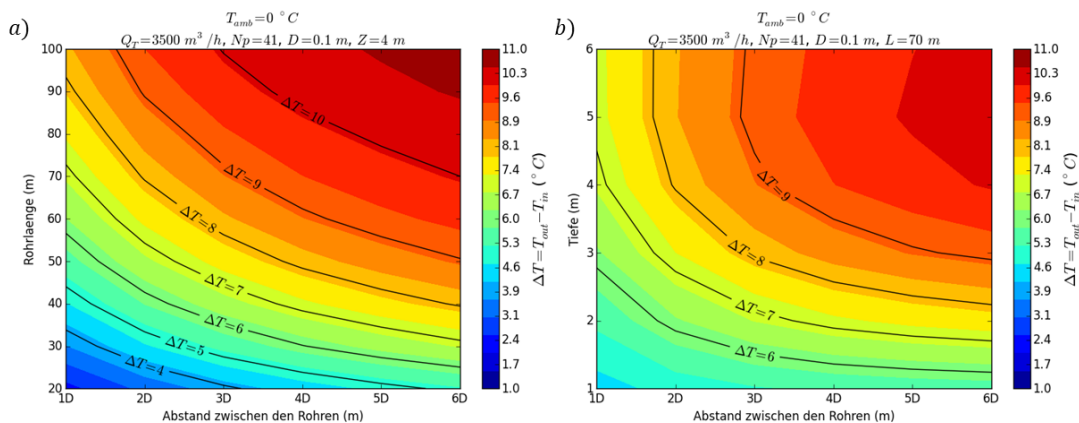 a)
T_amb=0 °C
Q_T=3500 m³/h, Np=41, D=0.1 m, Z=4 m
Rohrlaenge (m)
100
90
80
70
60
50
40
30
20
ΔT=10
ΔT=9
ΔT=8
ΔT=7
ΔT=6
ΔT=5
ΔT=4
1D 2D 3D 4D 5D 6D
Abstand zwischen den Rohren (m)
11.0
10.3
9.6
8.8
8.1
7.4
6.7
6.0
5.3
4.6
3.9
3.1
2.4
1.7
1.0
ΔT=T_out−T_in (°C)
b)
T_amb=0 °C
Q_T=3500 m³/h, Np=41, D=0.1 m, L=70 m
Tiefe (m)
6
5
4
3
2
1
ΔT=9
ΔT=8
ΔT=7
ΔT=6
1D 2D 3D 4D 5D 6D
Abstand zwischen den Rohren (m)
11.0
10.3
9.6
8.8
8.1
7.4
6.7
6.0
5.3
4.6
3.9
3.1
2.4
1.7
1.0
ΔT=T_out−T_in (°C)